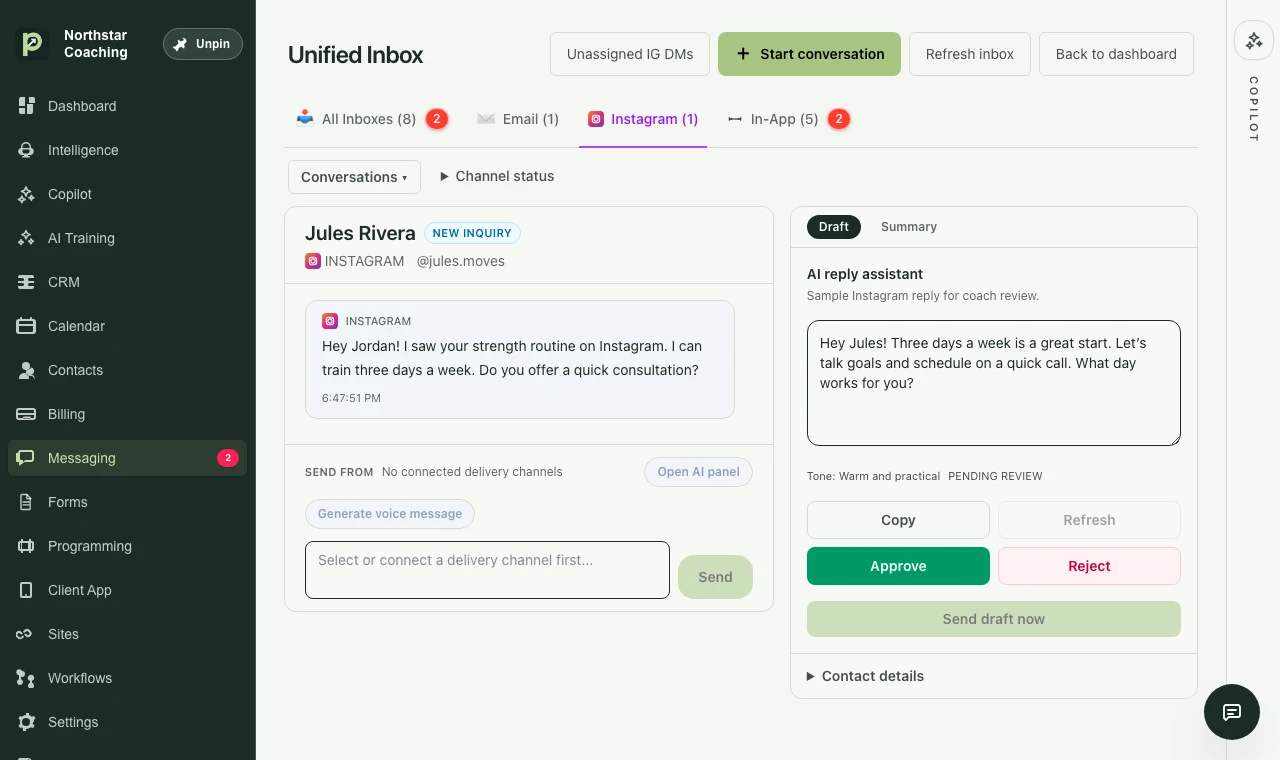 Northstar
Coaching
Unpin
Dashboard
Intelligence
Copilot
AI Training
CRM
Calendar
Contacts
Billing
Messaging 2
Forms
Programming
Client App
Sites
Workflows
Settings
Unified Inbox
Unassigned IG DMs
+ Start conversation
Refresh inbox
Back to dashboard
All Inboxes (8) 2
Email (1)
Instagram (1)
In-App (5) 2
Conversations ▾
▶ Channel status
Jules Rivera NEW INQUIRY
INSTAGRAM @jules.moves
INSTAGRAM
Hey Jordan! I saw your strength routine on Instagram. I can
train three days a week. Do you offer a quick consultation?
6:47:51 PM
SEND FROM No connected delivery channels
Open AI panel
Generate voice message
Select or connect a delivery channel first...
Send
Draft Summary
AI reply assistant
Sample Instagram reply for coach review.
Hey Jules! Three days a week is a great start. Let’s
talk goals and schedule on a quick call. What day
works for you?
Tone: Warm and practical PENDING REVIEW
Copy
Refresh
Approve
Reject
Send draft now
▶ Contact details
COPILOT